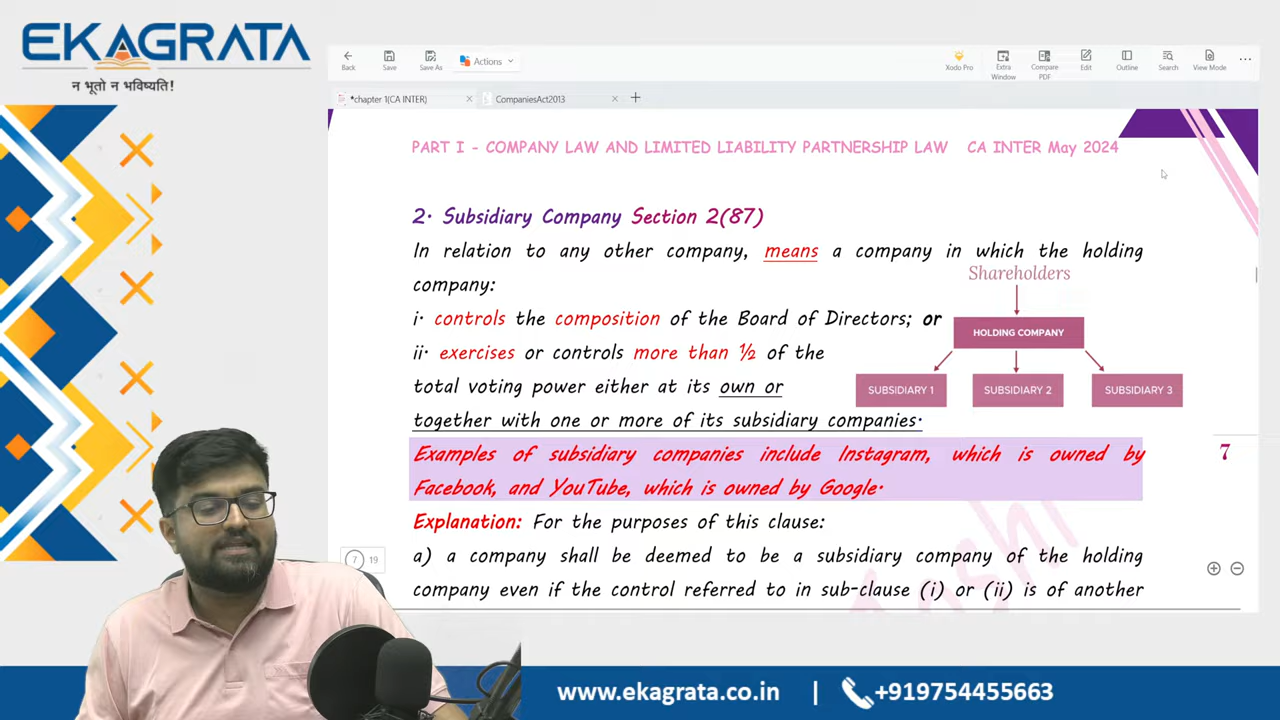 EKAGRATA
न भूतो न भविष्यति!
Back
Save
Save As
Actions
Xodo Pro
Extra Window
Compare PDF
Edit
Outline
Search
View Mode
*chapter 1(CA INTER)
CompaniesAct2013
PART I - COMPANY LAW AND LIMITED LIABILITY PARTNERSHIP LAW CA INTER May 2024
2. Subsidiary Company Section 2(87)
In relation to any other company, means a company in which the holding
company:
Shareholders
i. controls the composition of the Board of Directors; or
HOLDING COMPANY
ii. exercises or controls more than ½ of the
total voting power either at its own or
SUBSIDIARY 1
SUBSIDIARY 2
SUBSIDIARY 3
together with one or more of its subsidiary companies.
Examples of subsidiary companies include Instagram, which is owned by
Facebook, and YouTube, which is owned by Google.
7
Explanation: For the purposes of this clause:
a) a company shall be deemed to be a subsidiary company of the holding
company even if the control referred to in sub-clause (i) or (ii) is of another
7 19
www.ekagrata.co.in | +919754455663